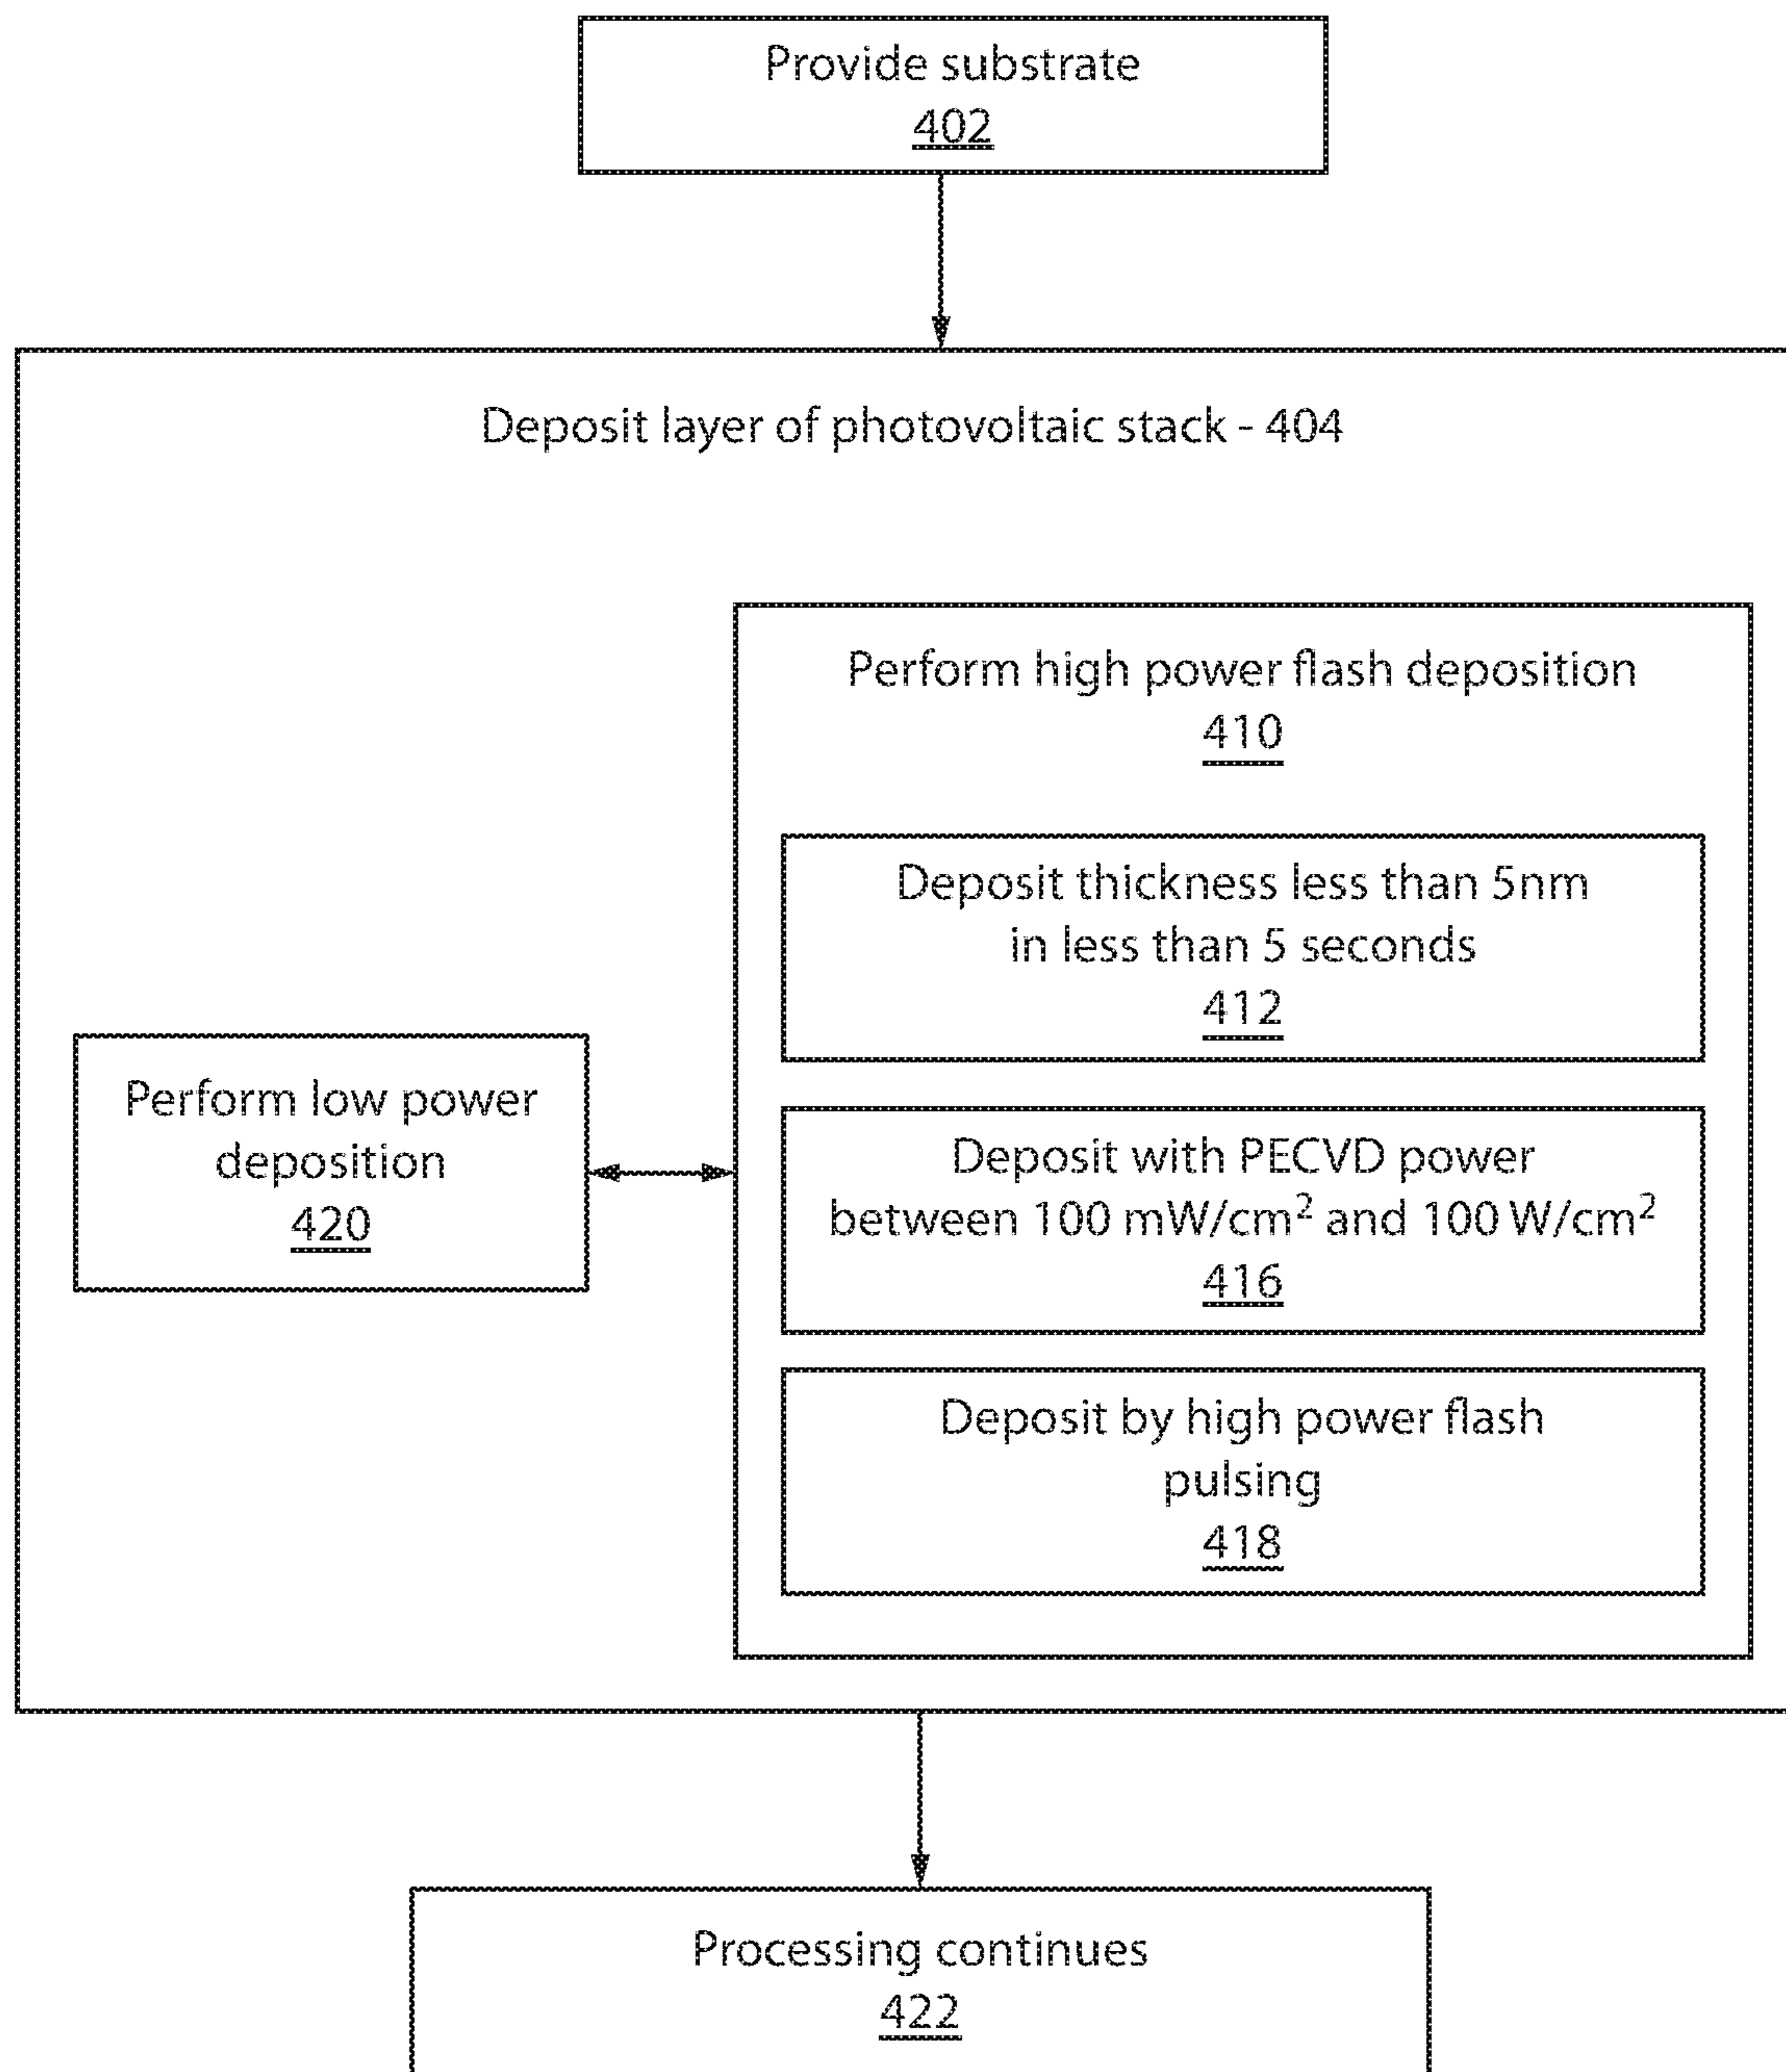 Provide substrate
402
Deposit layer of photovoltaic stack - 404
Perform high power flash deposition
410
Deposit thickness less than 5nm
in less than 5 seconds
412
Perform low power
deposition
420
Deposit with PECVD power
between 100 mW/cm² and 100 W/cm²
416
Deposit by high power flash
pulsing
418
Processing continues
422